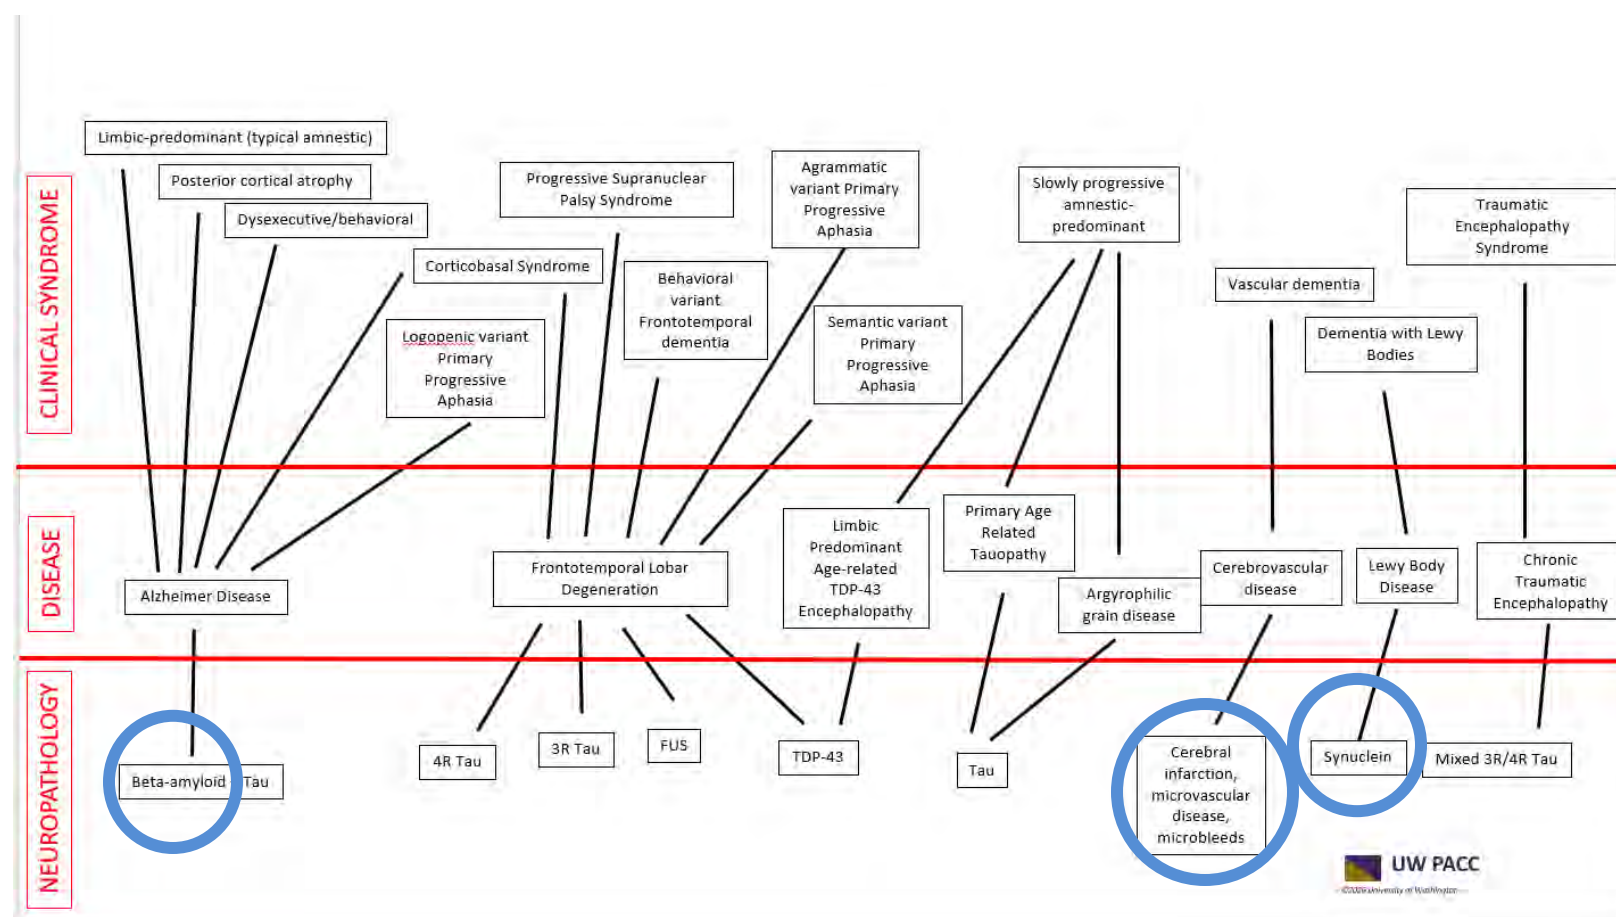 CLINICAL SYNDROME
Limbic-predominant (typical amnestic)
Posterior cortical atrophy
Dysexecutive/behavioral
Corticobasal Syndrome
Logopenic variant
Primary
Progressive
Aphasia
Progressive Supranuclear
Palsy Syndrome
Behavioral
variant
Frontotemporal
dementia
Agrammatic
variant Primary
Progressive
Aphasia
Semantic variant
Primary
Progressive
Aphasia
Slowly progressive
amnestic-
predominant
Vascular dementia
Dementia with Lewy
Bodies
Traumatic
Encephalopathy
Syndrome
DISEASE
Alzheimer Disease
Frontotemporal Lobar
Degeneration
Limbic
Predominant
Age-related
TDP-43
Encephalopathy
Primary Age
Related
Tauopathy
Argyrophilic
grain disease
Cerebrovascular
disease
Lewy Body
Disease
Chronic
Traumatic
Encephalopathy
NEUROPATHOLOGY
Beta-amyloid Tau
4R Tau
3R Tau
FUS
TDP-43
Tau
Cerebral
infarction,
microvascular
disease,
microbleeds
Synuclein
Mixed 3R/4R Tau
UW PACC
University of Washington